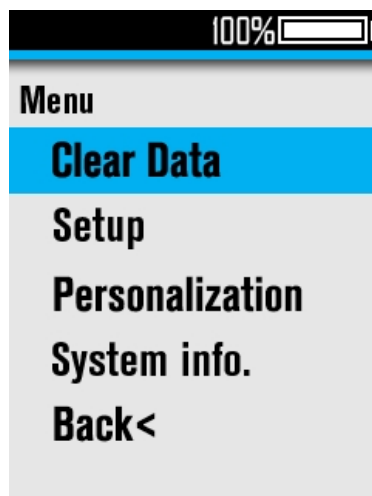 100%
Menu
Clear Data
Setup
Personalization
System info.
Back<